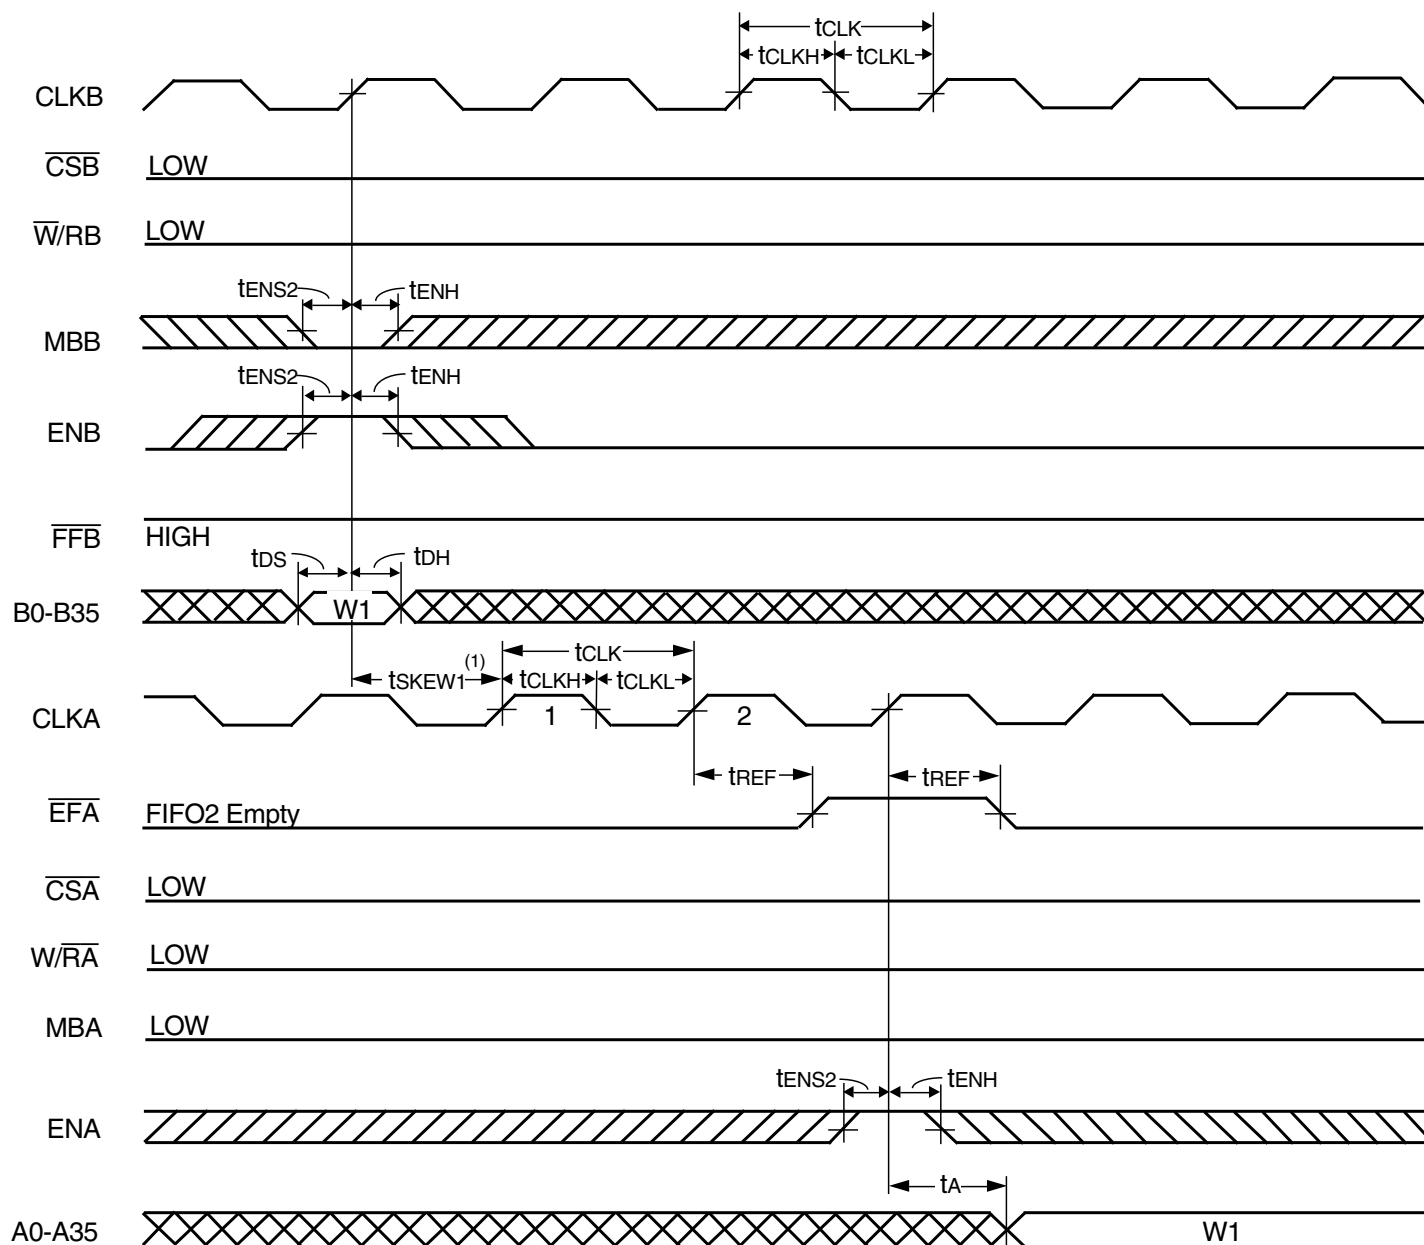 tCLK
tCLKH tCLKL
CLKB
CSB LOW
W/RB LOW
tENS2 tENH
MBB
tENS2 tENH
ENB
FFB HIGH
tDS tDH
B0-B35 W1
tCLK
tSKEW1(1) tCLKH tCLKL
CLKA 1 2
tREF tREF
EFA FIFO2 Empty
CSA LOW
W/RA LOW
MBA LOW
tENS2 tENH
ENA
tA
A0-A35 W1